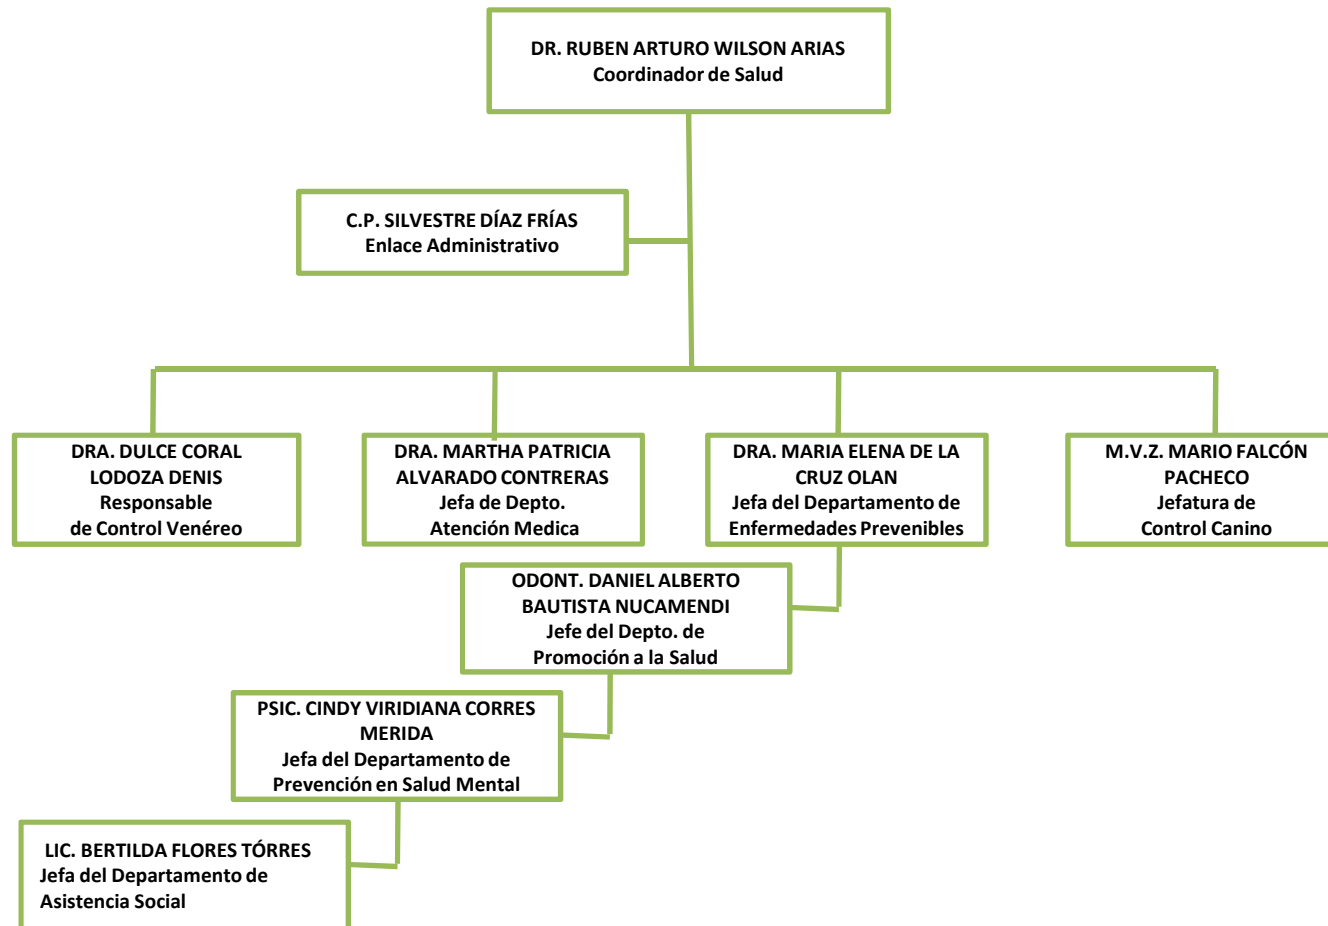 DR. RUBEN ARTURO WILSON ARIAS
Coordinador de Salud
C.P. SILVESTRE DÍAZ FRÍAS
Enlace Administrativo
DRA. DULCE CORAL
LODOZA DENIS
Responsable
de Control Venéreo
DRA. MARTHA PATRICIA
ALVARADO CONTRERAS
Jefa de Depto.
Atención Medica
DRA. MARIA ELENA DE LA
CRUZ OLAN
Jefa del Departamento de
Enfermedades Prevenibles
M.V.Z. MARIO FALCÓN
PACHECO
Jefatura de
Control Canino
ODONT. DANIEL ALBERTO
BAUTISTA NUCAMENDI
Jefe del Depto. de
Promoción a la Salud
PSIC. CINDY VIRIDIANA CORRES
MERIDA
Jefa del Departamento de
Prevención en Salud Mental
LIC. BERTILDA FLORES TÓRRES
Jefa del Departamento de
Asistencia Social